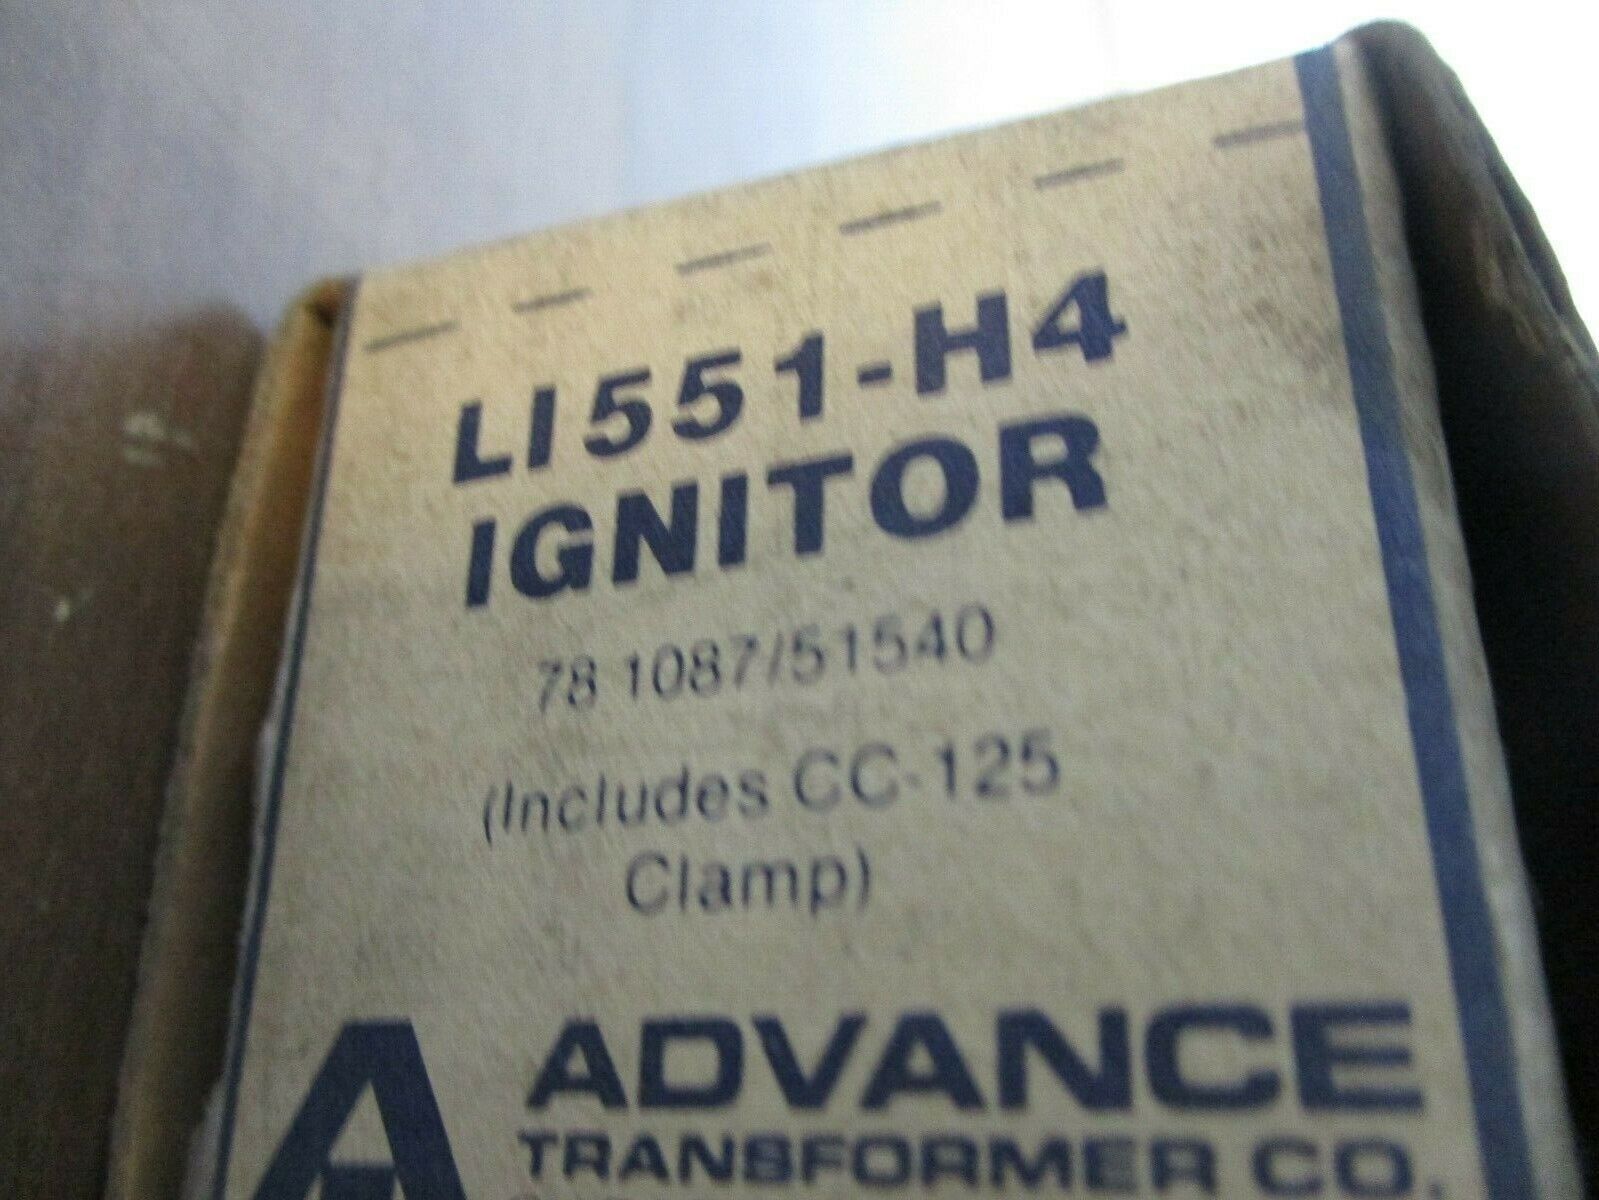 LI551-H4
IGNITOR
78 1087/51540
(Includes CC-125
Clamp)
ADVANCE
TRANSFORMER CO.